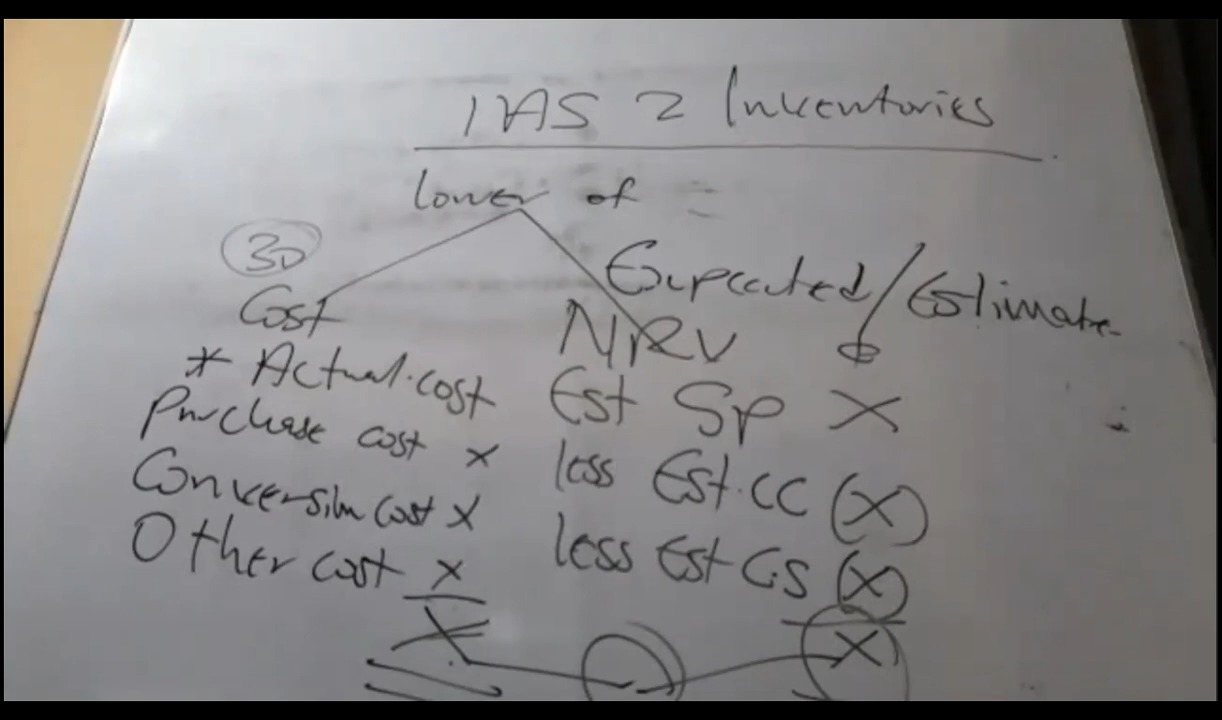 IAS 2 Inventories
lower of :
30
Cost
Expected/Estimate
NRV
* Actual cost
Purchase cost x
Conversion cost x
Other cost x
X
Est SP X
less Est. CC (X)
less Est CS (X)
X